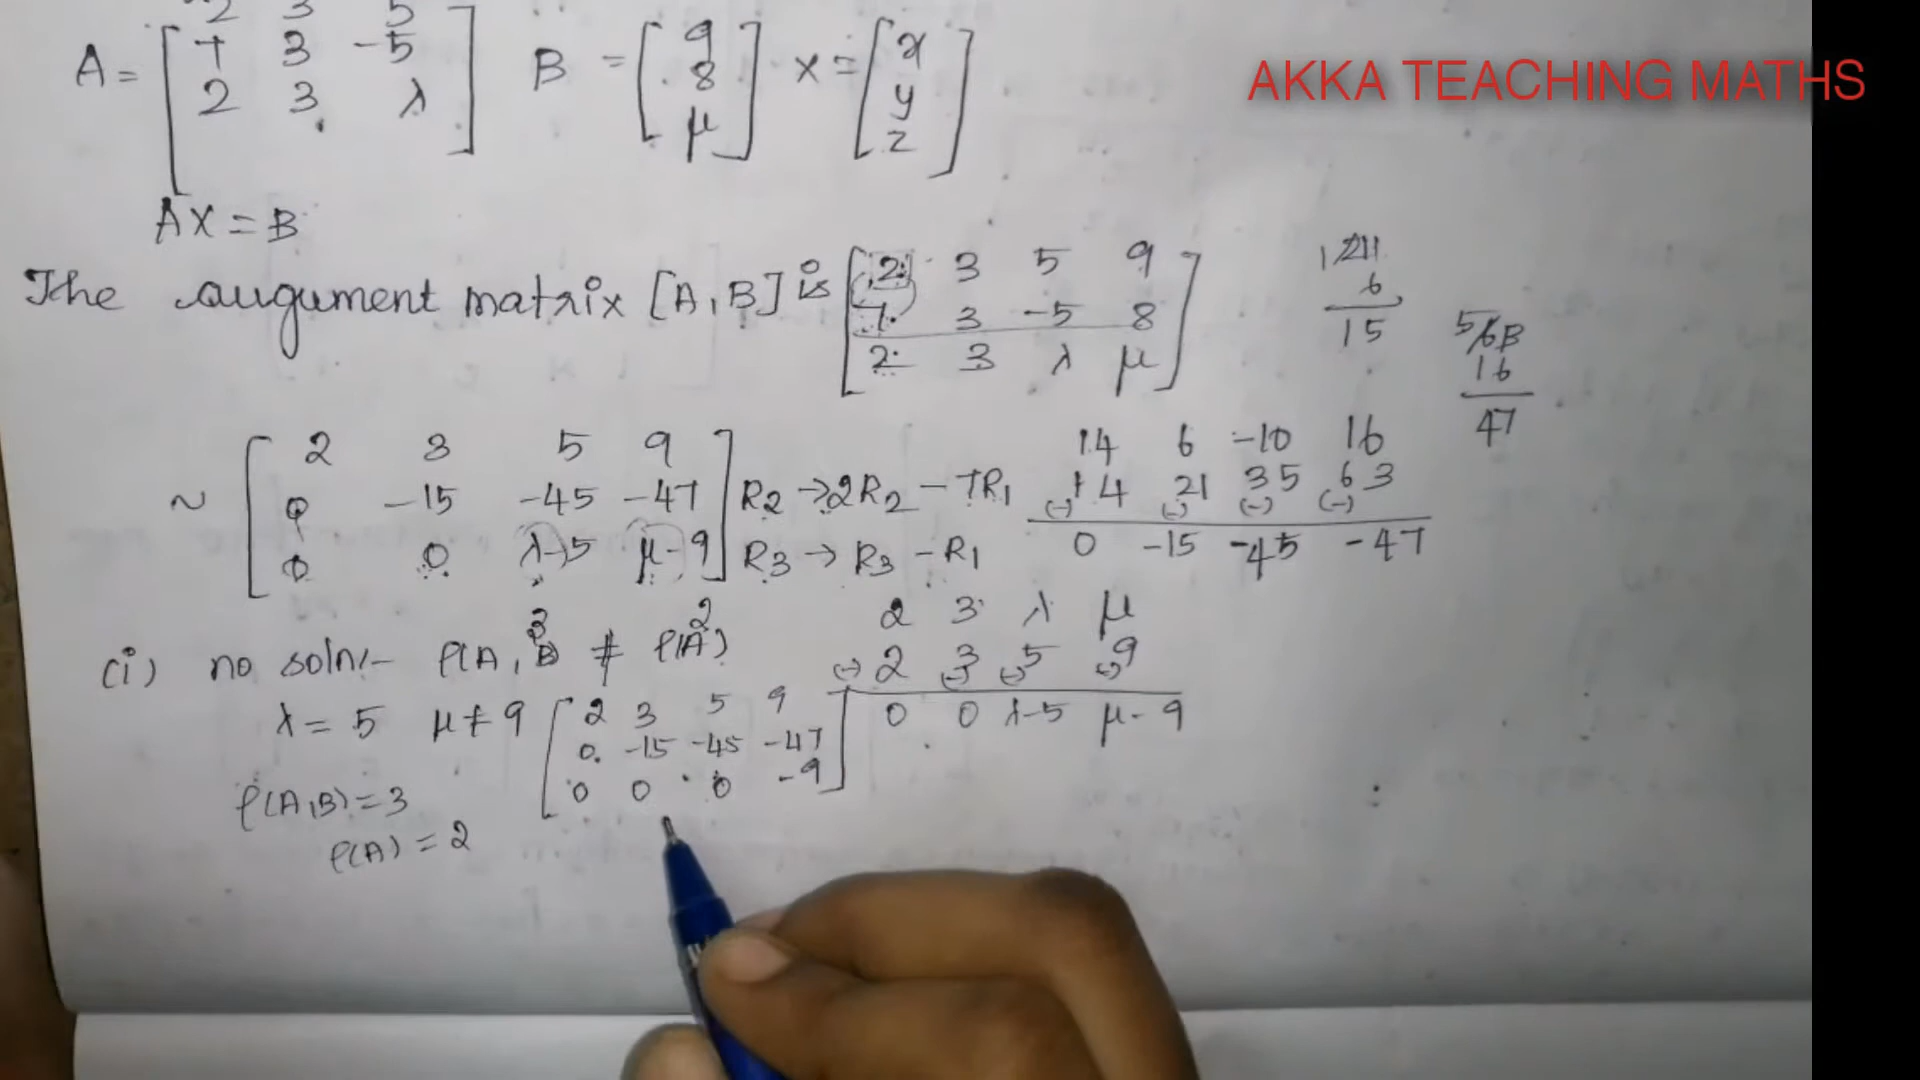 AKKA TEACHING MATHS
2 3 5
A = 7 3 -5 B = 9 8 μ X = x y z
2 3 λ
AX = B
The augument matrix [A, B] is 2 3 5 9
7 3 -5 8
2 3 λ μ
6
15
16
47
~ 2 3 5 9
0 -15 -45 -47 R2 → 2R2 - 7R1
0 0 λ-5 μ-9 R3 → R3 - R1
14 6 -10 16
(-) 14 (-) 21 (-) 35 (-) 63
0 -15 -45 -47
2 3 λ μ
(-) 2 (-) 3 (-) 5 (-) 9
0 0 λ-5 μ-9
3 2
(i) no soln:- ρ(A, B ≠ ρ(A)
λ = 5 μ ≠ 9 2 3 5 9
0 -15 -45 -47
0 0 0 -9
ρ(A,B) = 3
ρ(A) = 2